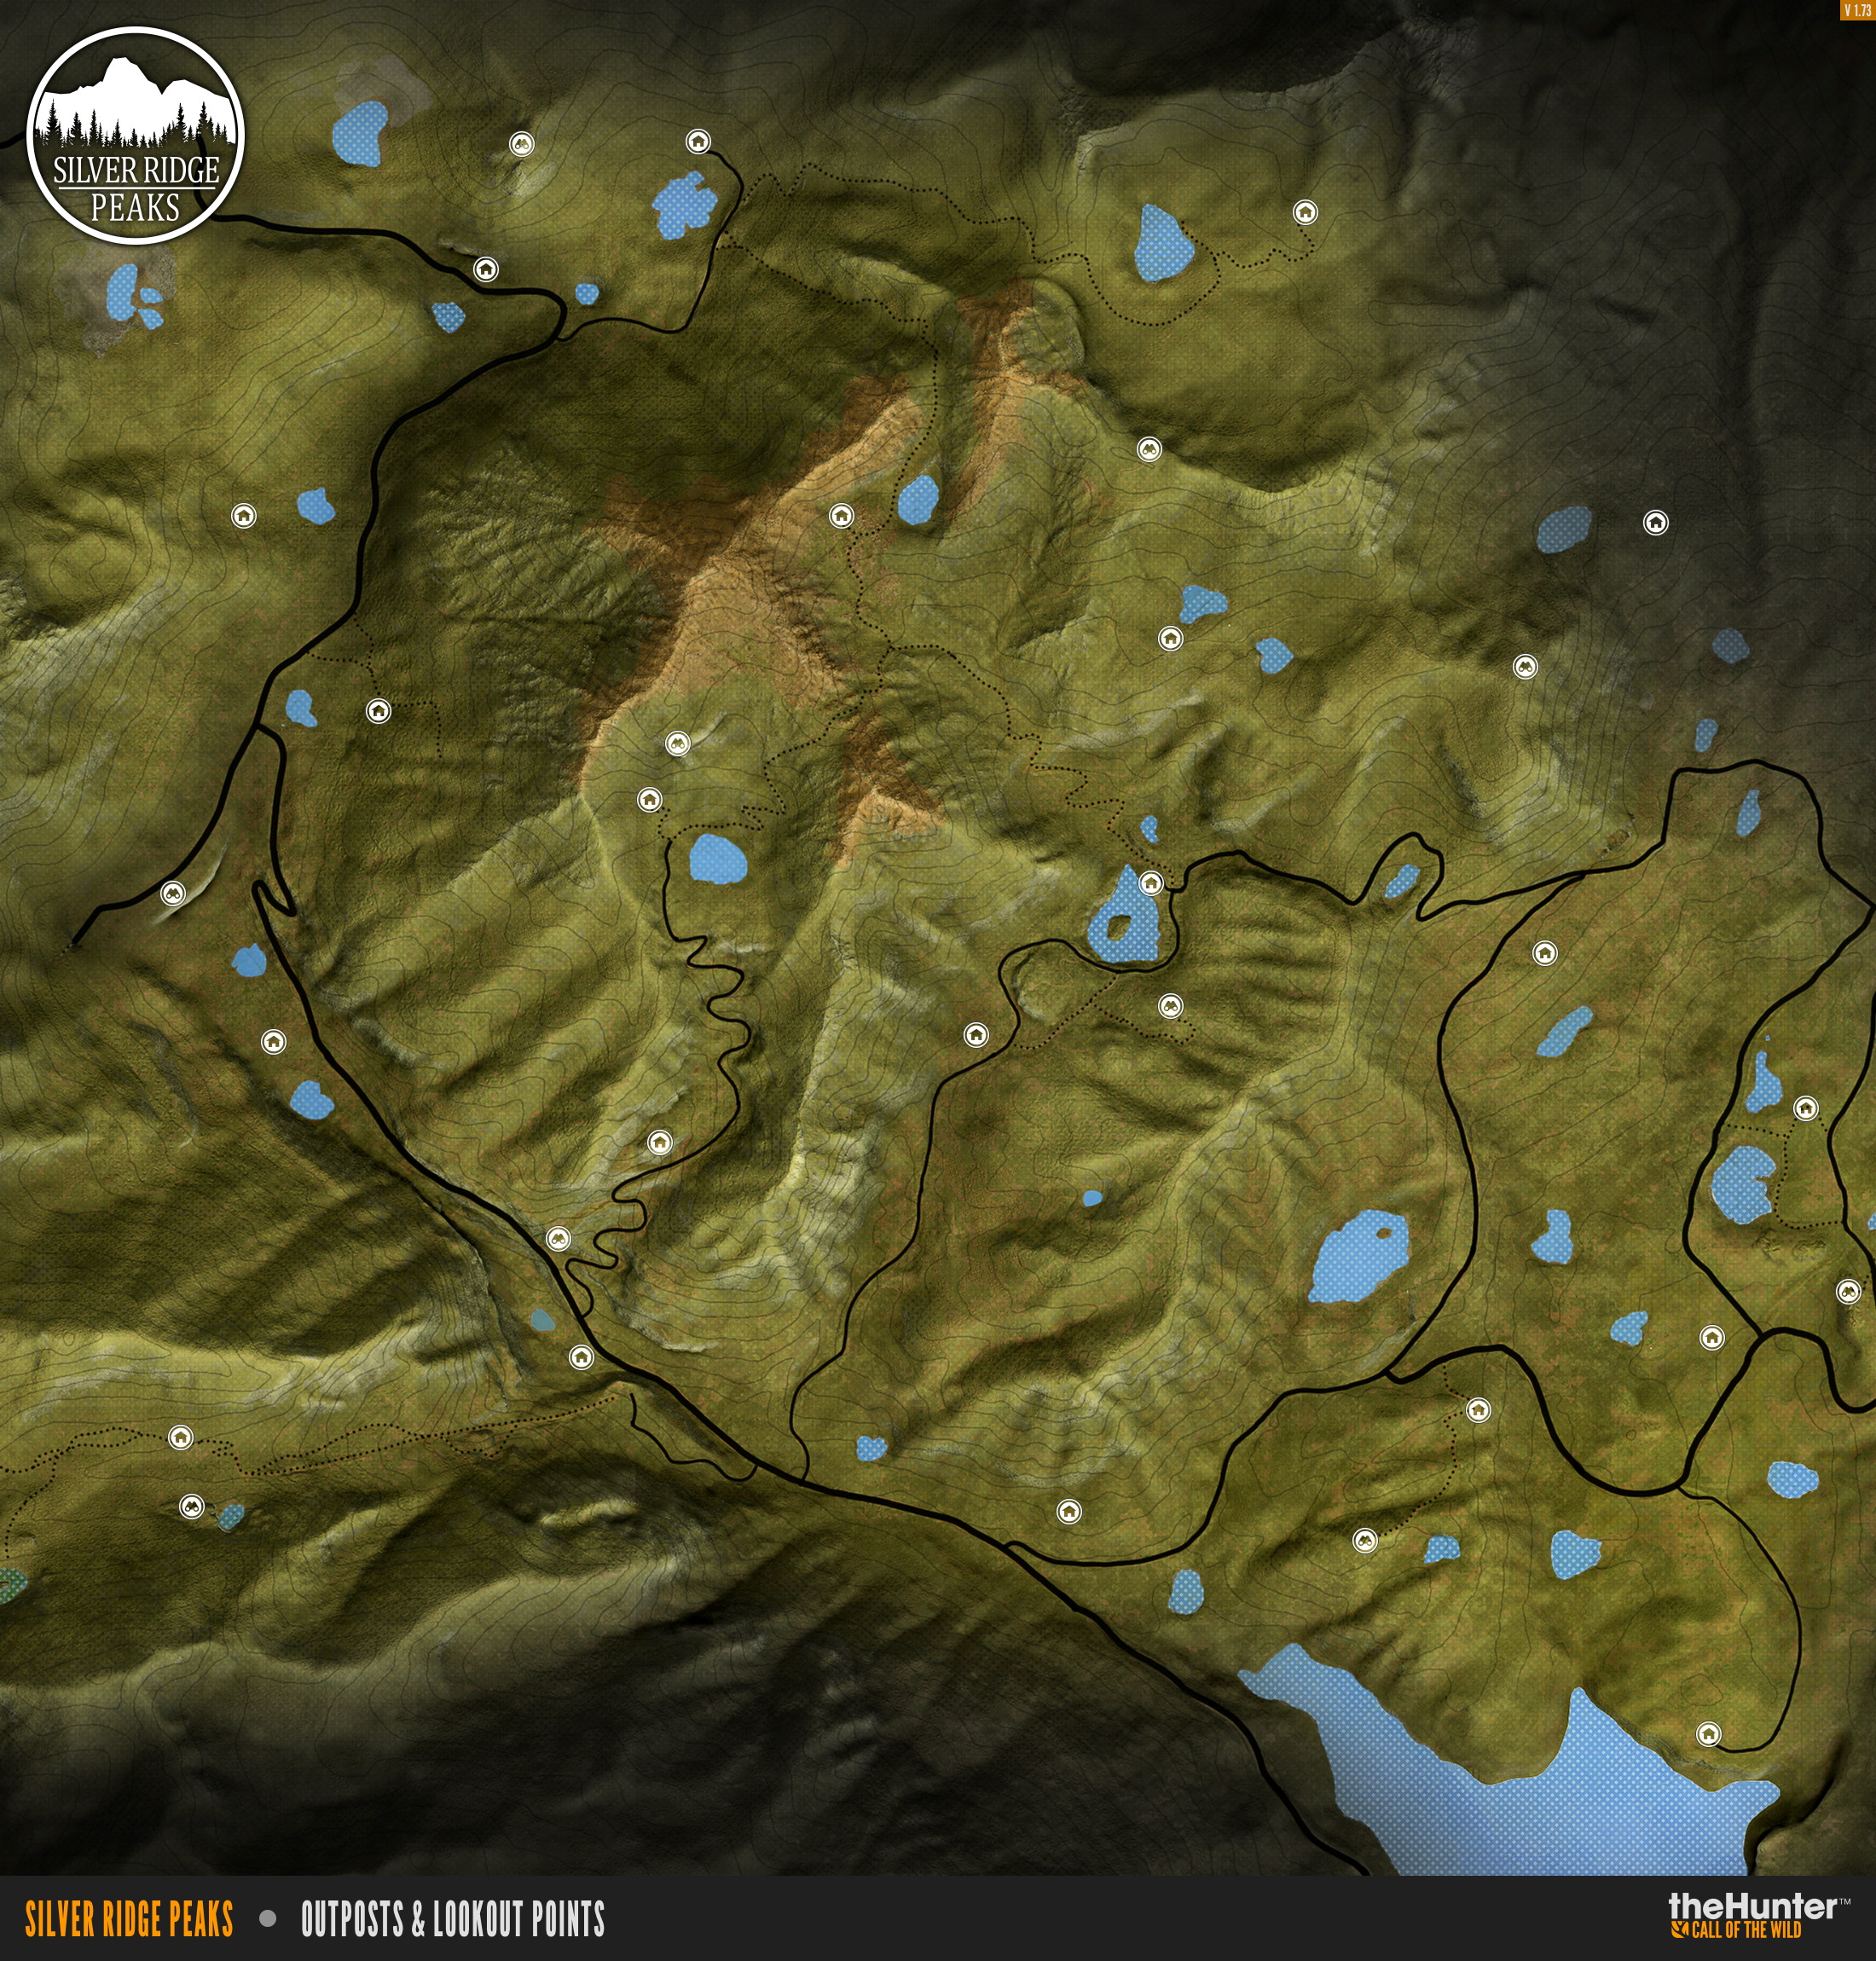 V 1.73
SILVER RIDGE
PEAKS
SILVER RIDGE PEAKS • OUTPOSTS & LOOKOUT POINTS
theHunter™
CALL OF THE WILD